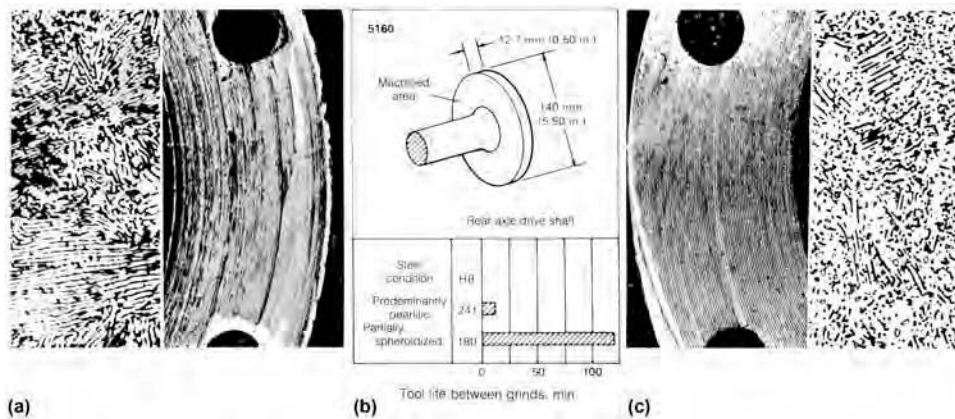 5160
12.7 mm (0.50 in.)
Machined
area
140 mm
(5.50 in.)
Rear axle drive shaft
Steel
condition
HB
Predominantly
pearlitic
241
Partially
spheroidized
180
0
50
100
Tool life between grinds, min
(a)
(b)
(c)